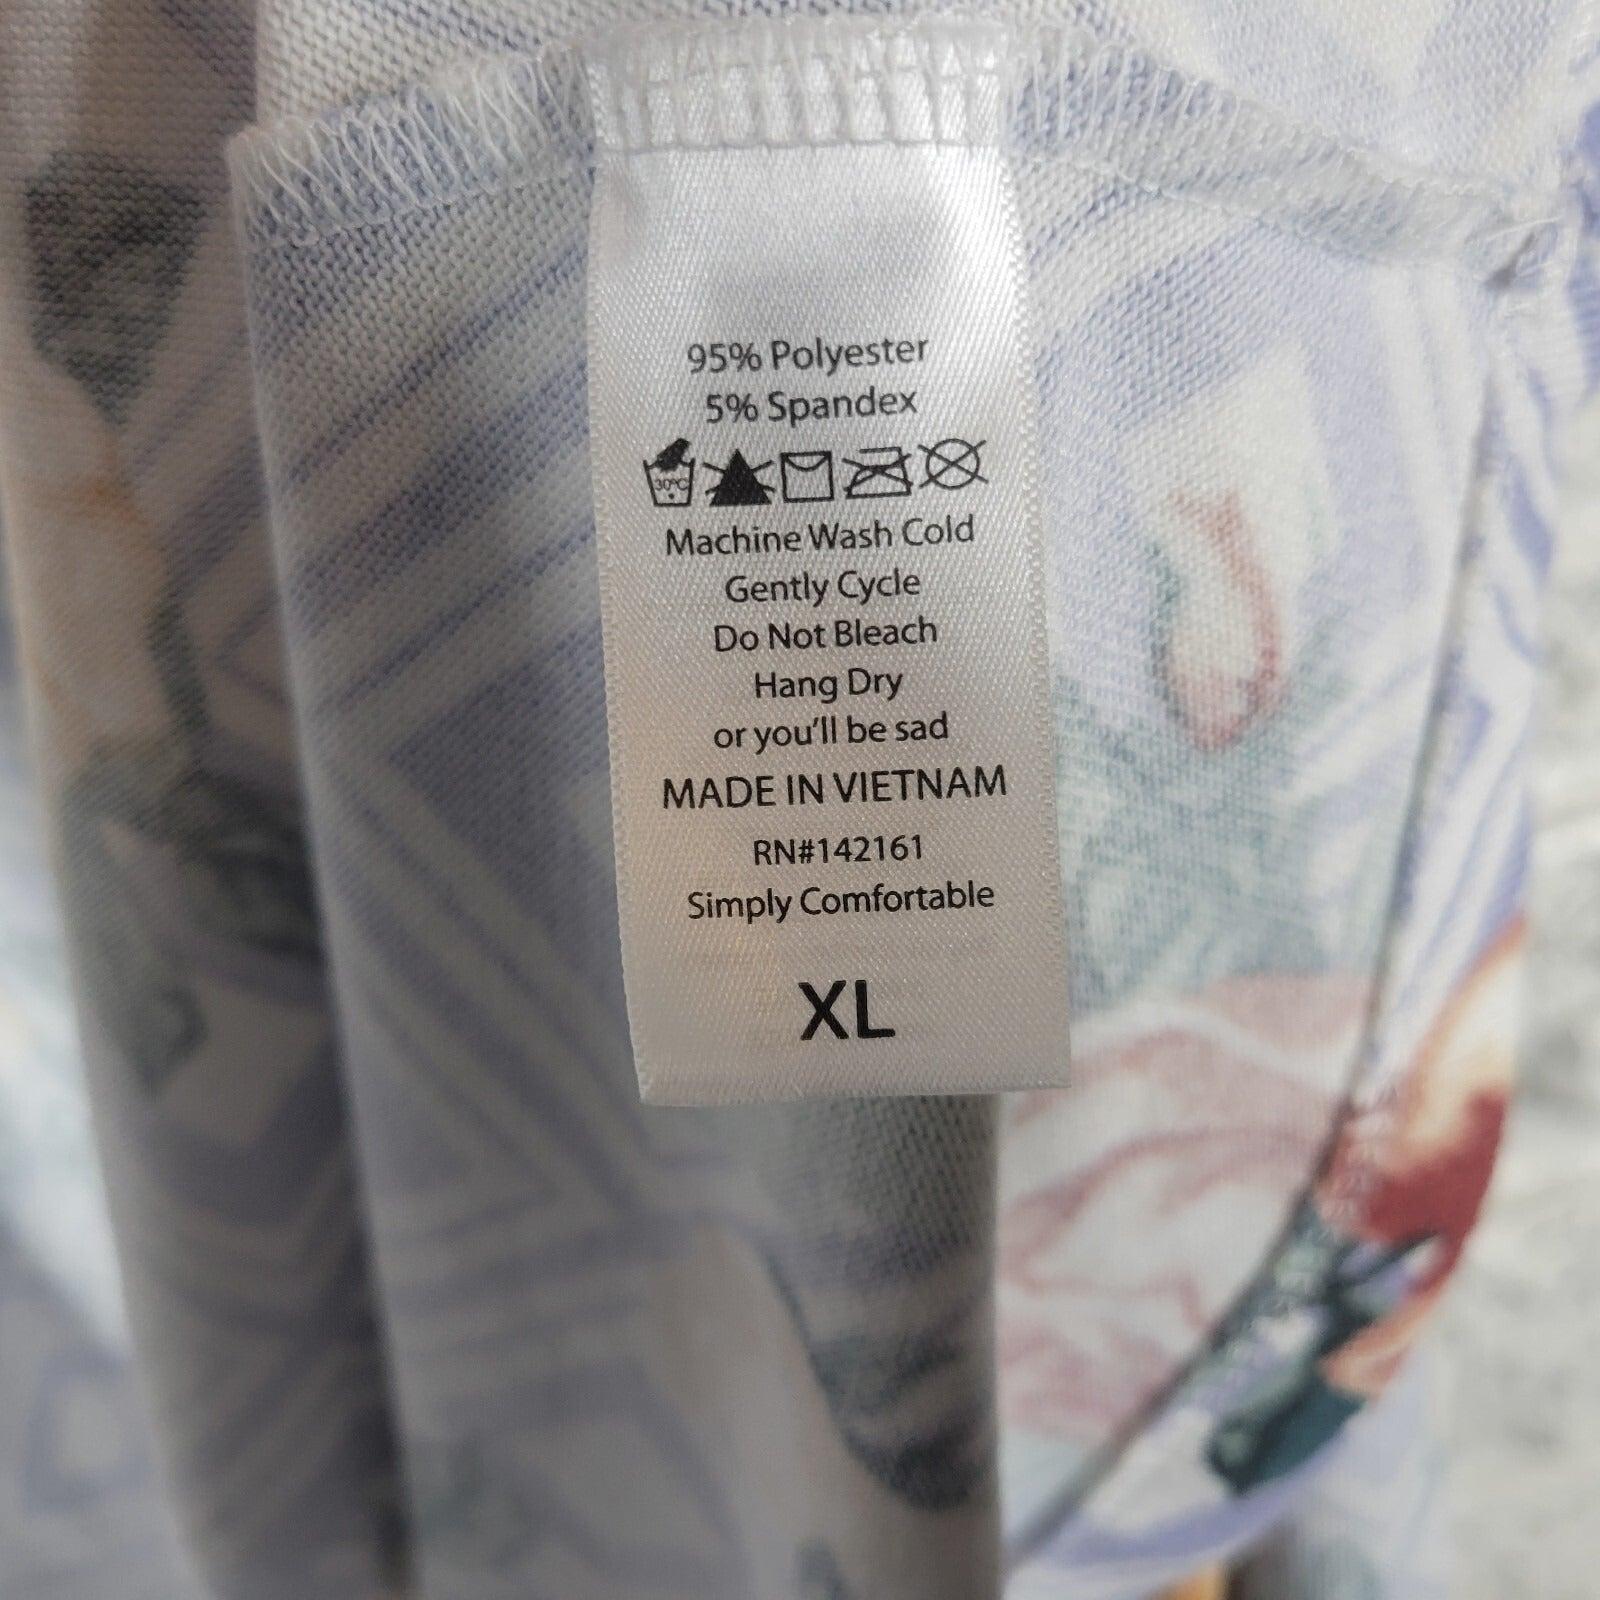 95% Polyester
5% Spandex
30°C
Machine Wash Cold
Gently Cycle
Do Not Bleach
Hang Dry
or you'll be sad
MADE IN VIETNAM
RN#142161
Simply Comfortable
XL